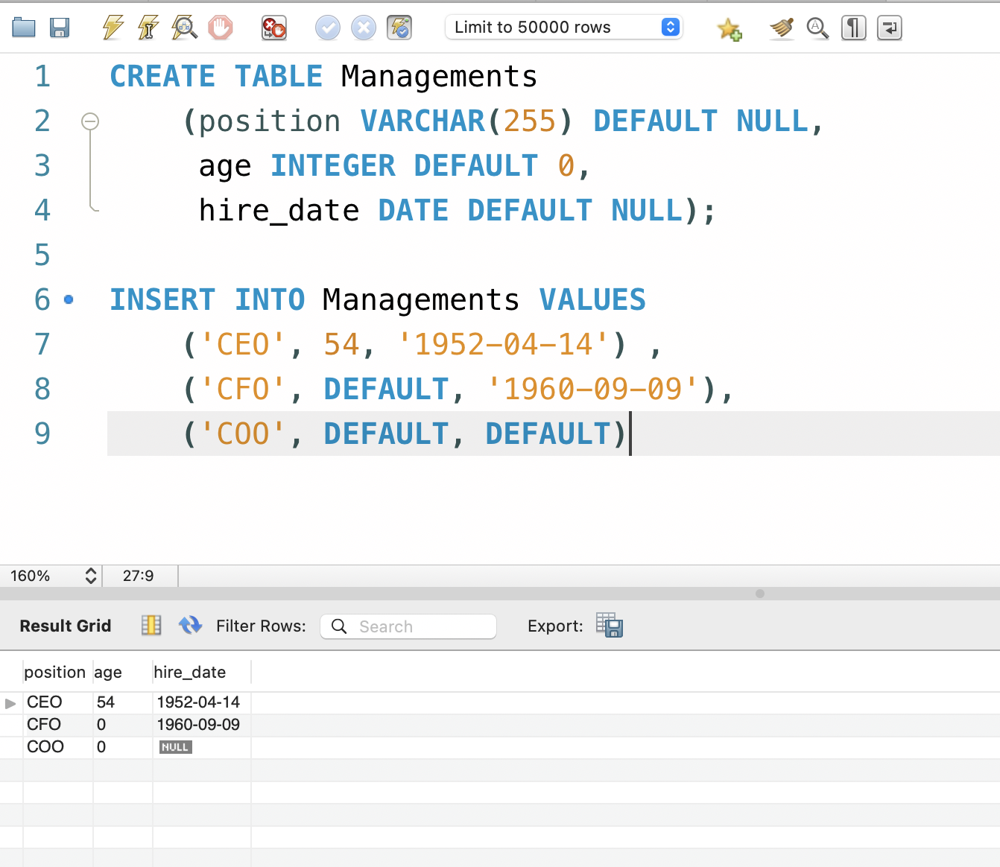 Limit to 50000 rows
1 CREATE TABLE Managements
2 (position VARCHAR(255) DEFAULT NULL,
3 age INTEGER DEFAULT 0,
4 hire_date DATE DEFAULT NULL);
5
6 INSERT INTO Managements VALUES
7 ('CEO', 54, '1952-04-14') ,
8 ('CFO', DEFAULT, '1960-09-09'),
9 ('COO', DEFAULT, DEFAULT)
160% 27:9
Result Grid Filter Rows: Search Export:
position age hire_date
CEO 54 1952-04-14
CFO 0 1960-09-09
COO 0 NULL